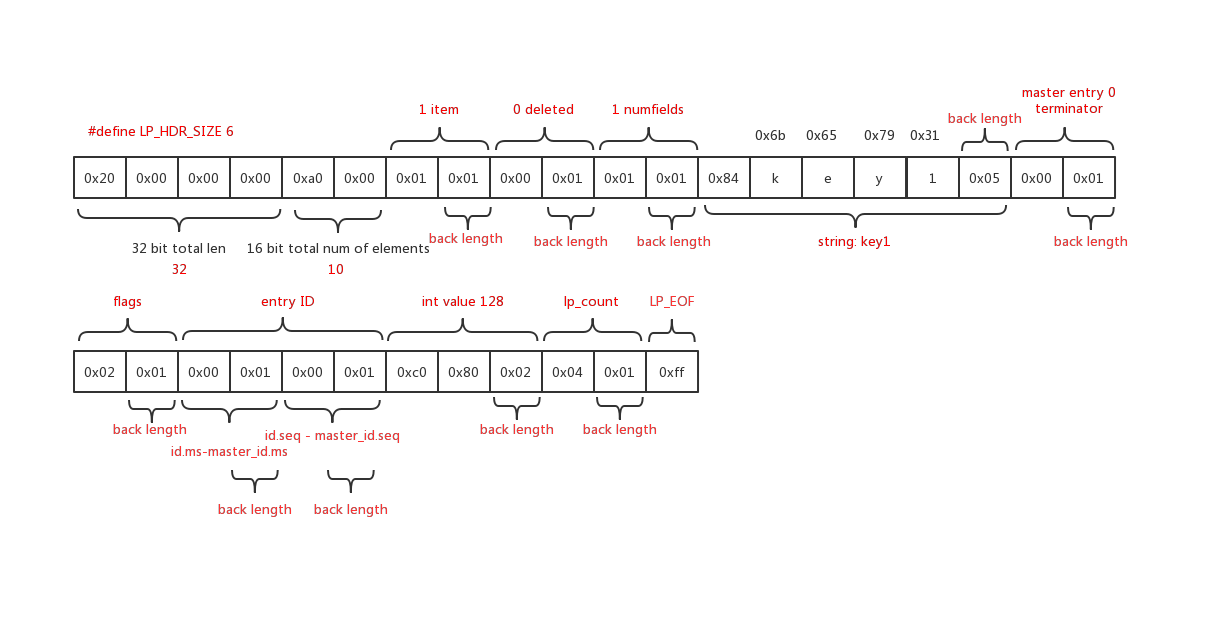 master entry 0
terminator
1 item 0 deleted 1 numfields
back length
#define LP_HDR_SIZE 6
0x6b 0x65 0x79 0x31
0x20 0x00 0x00 0x00 0xa0 0x00 0x01 0x01 0x00 0x01 0x01 0x01 0x84 k e y 1 0x05 0x00 0x01
back length back length back length string: key1 back length
32 bit total len 16 bit total num of elements
32 10
flags entry ID int value 128 lp_count LP_EOF
0x02 0x01 0x00 0x01 0x00 0x01 0xc0 0x80 0x02 0x04 0x01 0xff
back length back length back length
id.seq - master_id.seq
id.ms-master_id.ms
back length back length